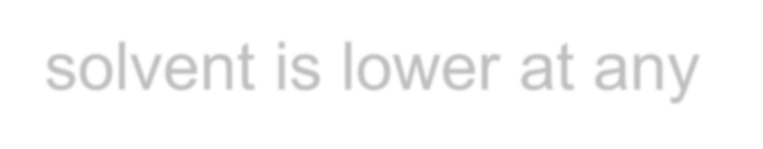 solvent is lower at any